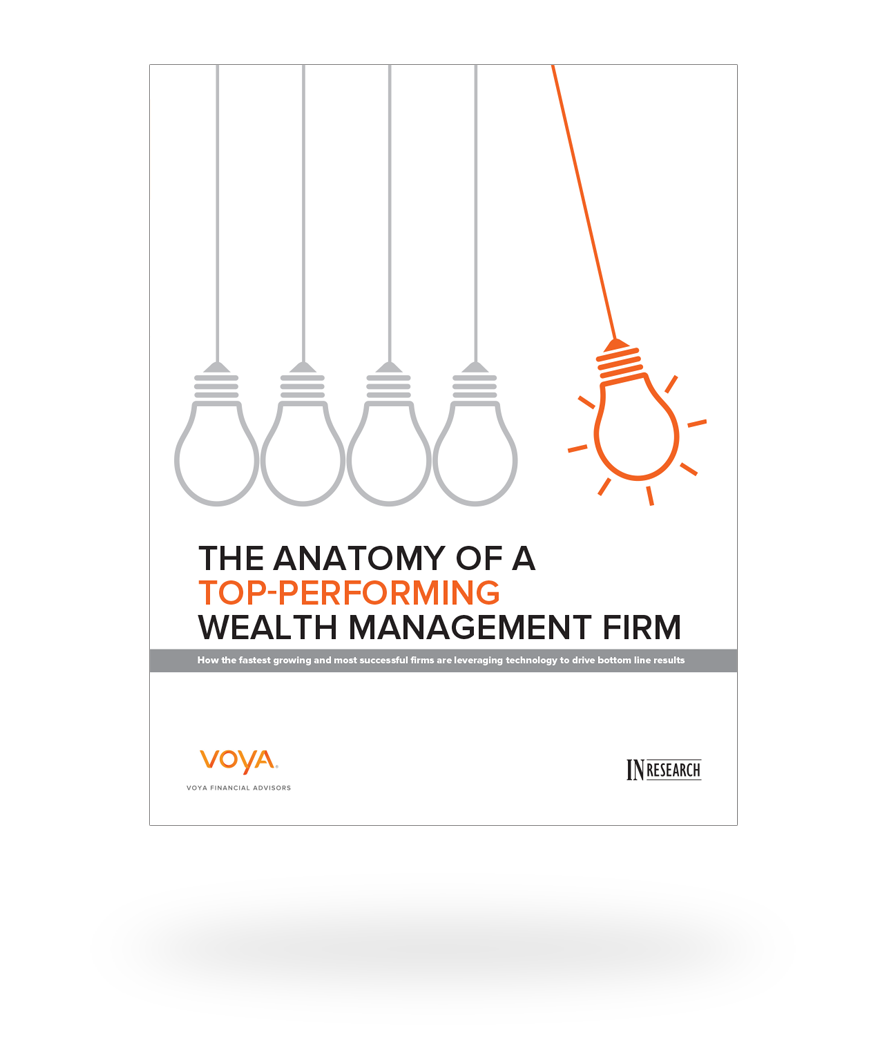 THE ANATOMY OF A
TOP-PERFORMING
WEALTH MANAGEMENT FIRM
How the fastest growing and most successful firms are leveraging technology to drive bottom line results
VOYA
VOYA FINANCIAL ADVISORS
IN RESEARCH